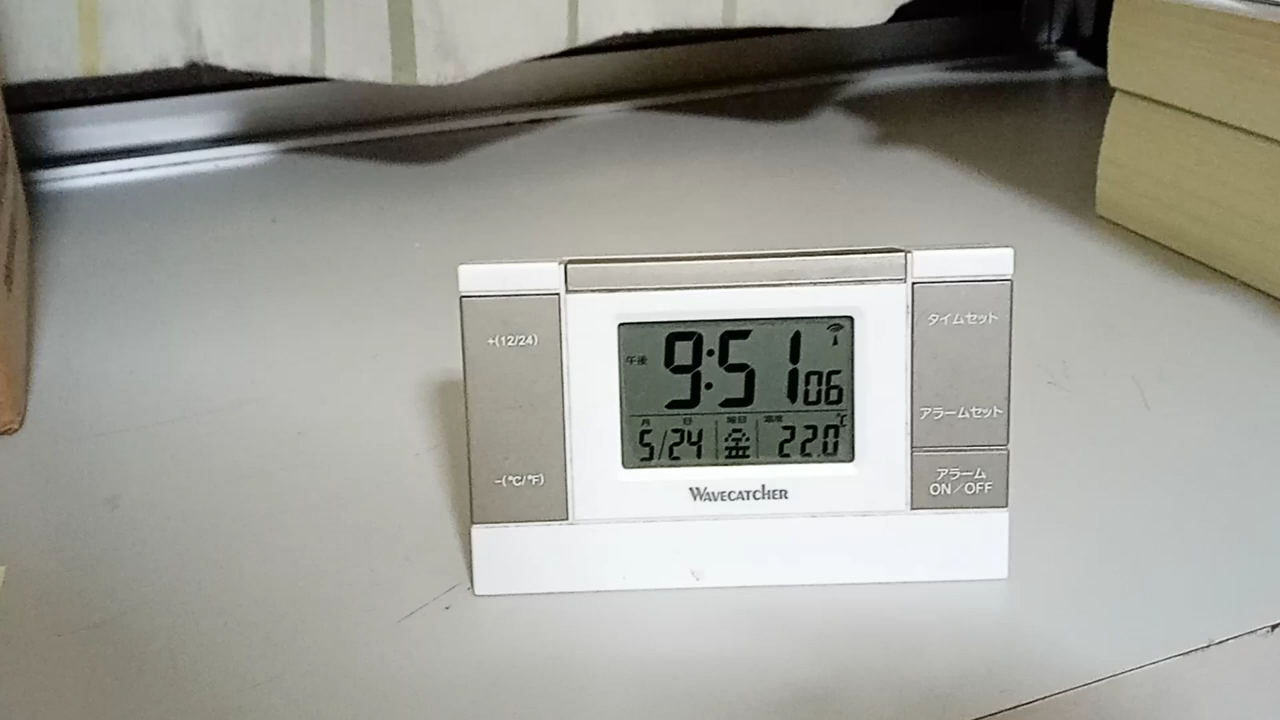 +(12/24)
-(°C/°F)
午後 9:51 06
月 日 曜日 温度 °C
5/24 金 22.0
WAVECATCHER
タイムセット
アラームセット
アラーム
ON/OFF